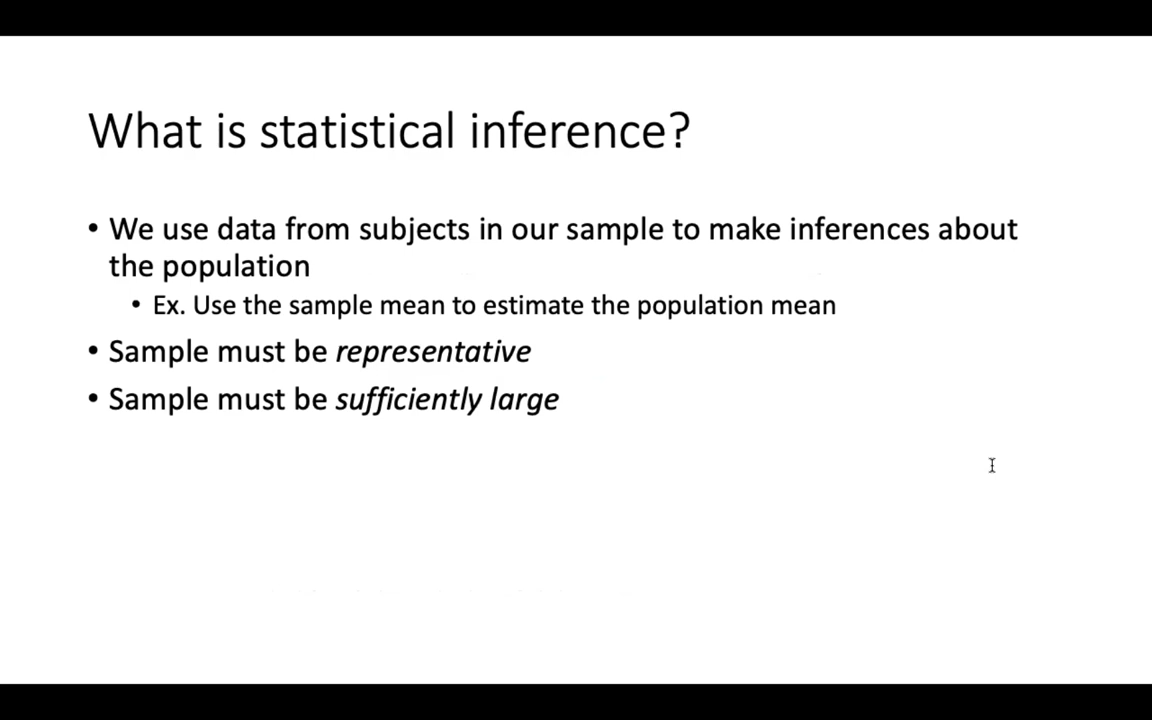 What is statistical inference?
• We use data from subjects in our sample to make inferences about
the population
• Ex. Use the sample mean to estimate the population mean
• Sample must be representative
• Sample must be sufficiently large